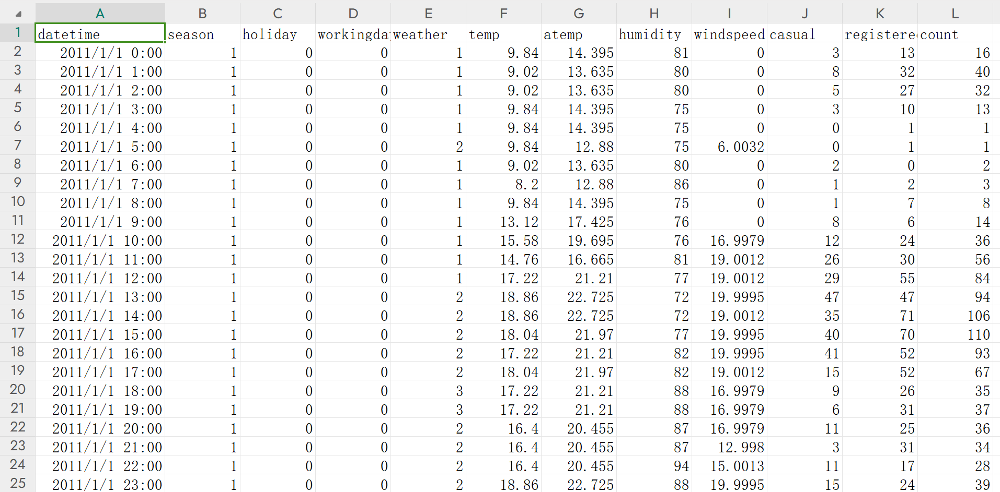 A B C D E F G H I J K L
1 datetime season holiday workingda weather temp atemp humidity windspeed casual registere count
2 2011/1/1 0:00 1 0 0 1 9.84 14.395 81 0 3 13 16
3 2011/1/1 1:00 1 0 0 1 9.02 13.635 80 0 8 32 40
4 2011/1/1 2:00 1 0 0 1 9.02 13.635 80 0 5 27 32
5 2011/1/1 3:00 1 0 0 1 9.84 14.395 75 0 3 10 13
6 2011/1/1 4:00 1 0 0 1 9.84 14.395 75 0 0 1 1
7 2011/1/1 5:00 1 0 0 2 9.84 12.88 75 6.0032 0 1 1
8 2011/1/1 6:00 1 0 0 1 9.02 13.635 80 0 2 0 2
9 2011/1/1 7:00 1 0 0 1 8.2 12.88 86 0 1 2 3
10 2011/1/1 8:00 1 0 0 1 9.84 14.395 75 0 1 7 8
11 2011/1/1 9:00 1 0 0 1 13.12 17.425 76 0 8 6 14
12 2011/1/1 10:00 1 0 0 1 15.58 19.695 76 16.9979 12 24 36
13 2011/1/1 11:00 1 0 0 1 14.76 16.665 81 19.0012 26 30 56
14 2011/1/1 12:00 1 0 0 1 17.22 21.21 77 19.0012 29 55 84
15 2011/1/1 13:00 1 0 0 2 18.86 22.725 72 19.9995 47 47 94
16 2011/1/1 14:00 1 0 0 2 18.86 22.725 72 19.0012 35 71 106
17 2011/1/1 15:00 1 0 0 2 18.04 21.97 77 19.9995 40 70 110
18 2011/1/1 16:00 1 0 0 2 17.22 21.21 82 19.9995 41 52 93
19 2011/1/1 17:00 1 0 0 2 18.04 21.97 82 19.0012 15 52 67
20 2011/1/1 18:00 1 0 0 3 17.22 21.21 88 16.9979 9 26 35
21 2011/1/1 19:00 1 0 0 3 17.22 21.21 88 16.9979 6 31 37
22 2011/1/1 20:00 1 0 0 2 16.4 20.455 87 16.9979 11 25 36
23 2011/1/1 21:00 1 0 0 2 16.4 20.455 87 12.998 3 31 34
24 2011/1/1 22:00 1 0 0 2 16.4 20.455 94 15.0013 11 17 28
25 2011/1/1 23:00 1 0 0 2 18.86 22.725 88 19.9995 15 24 39